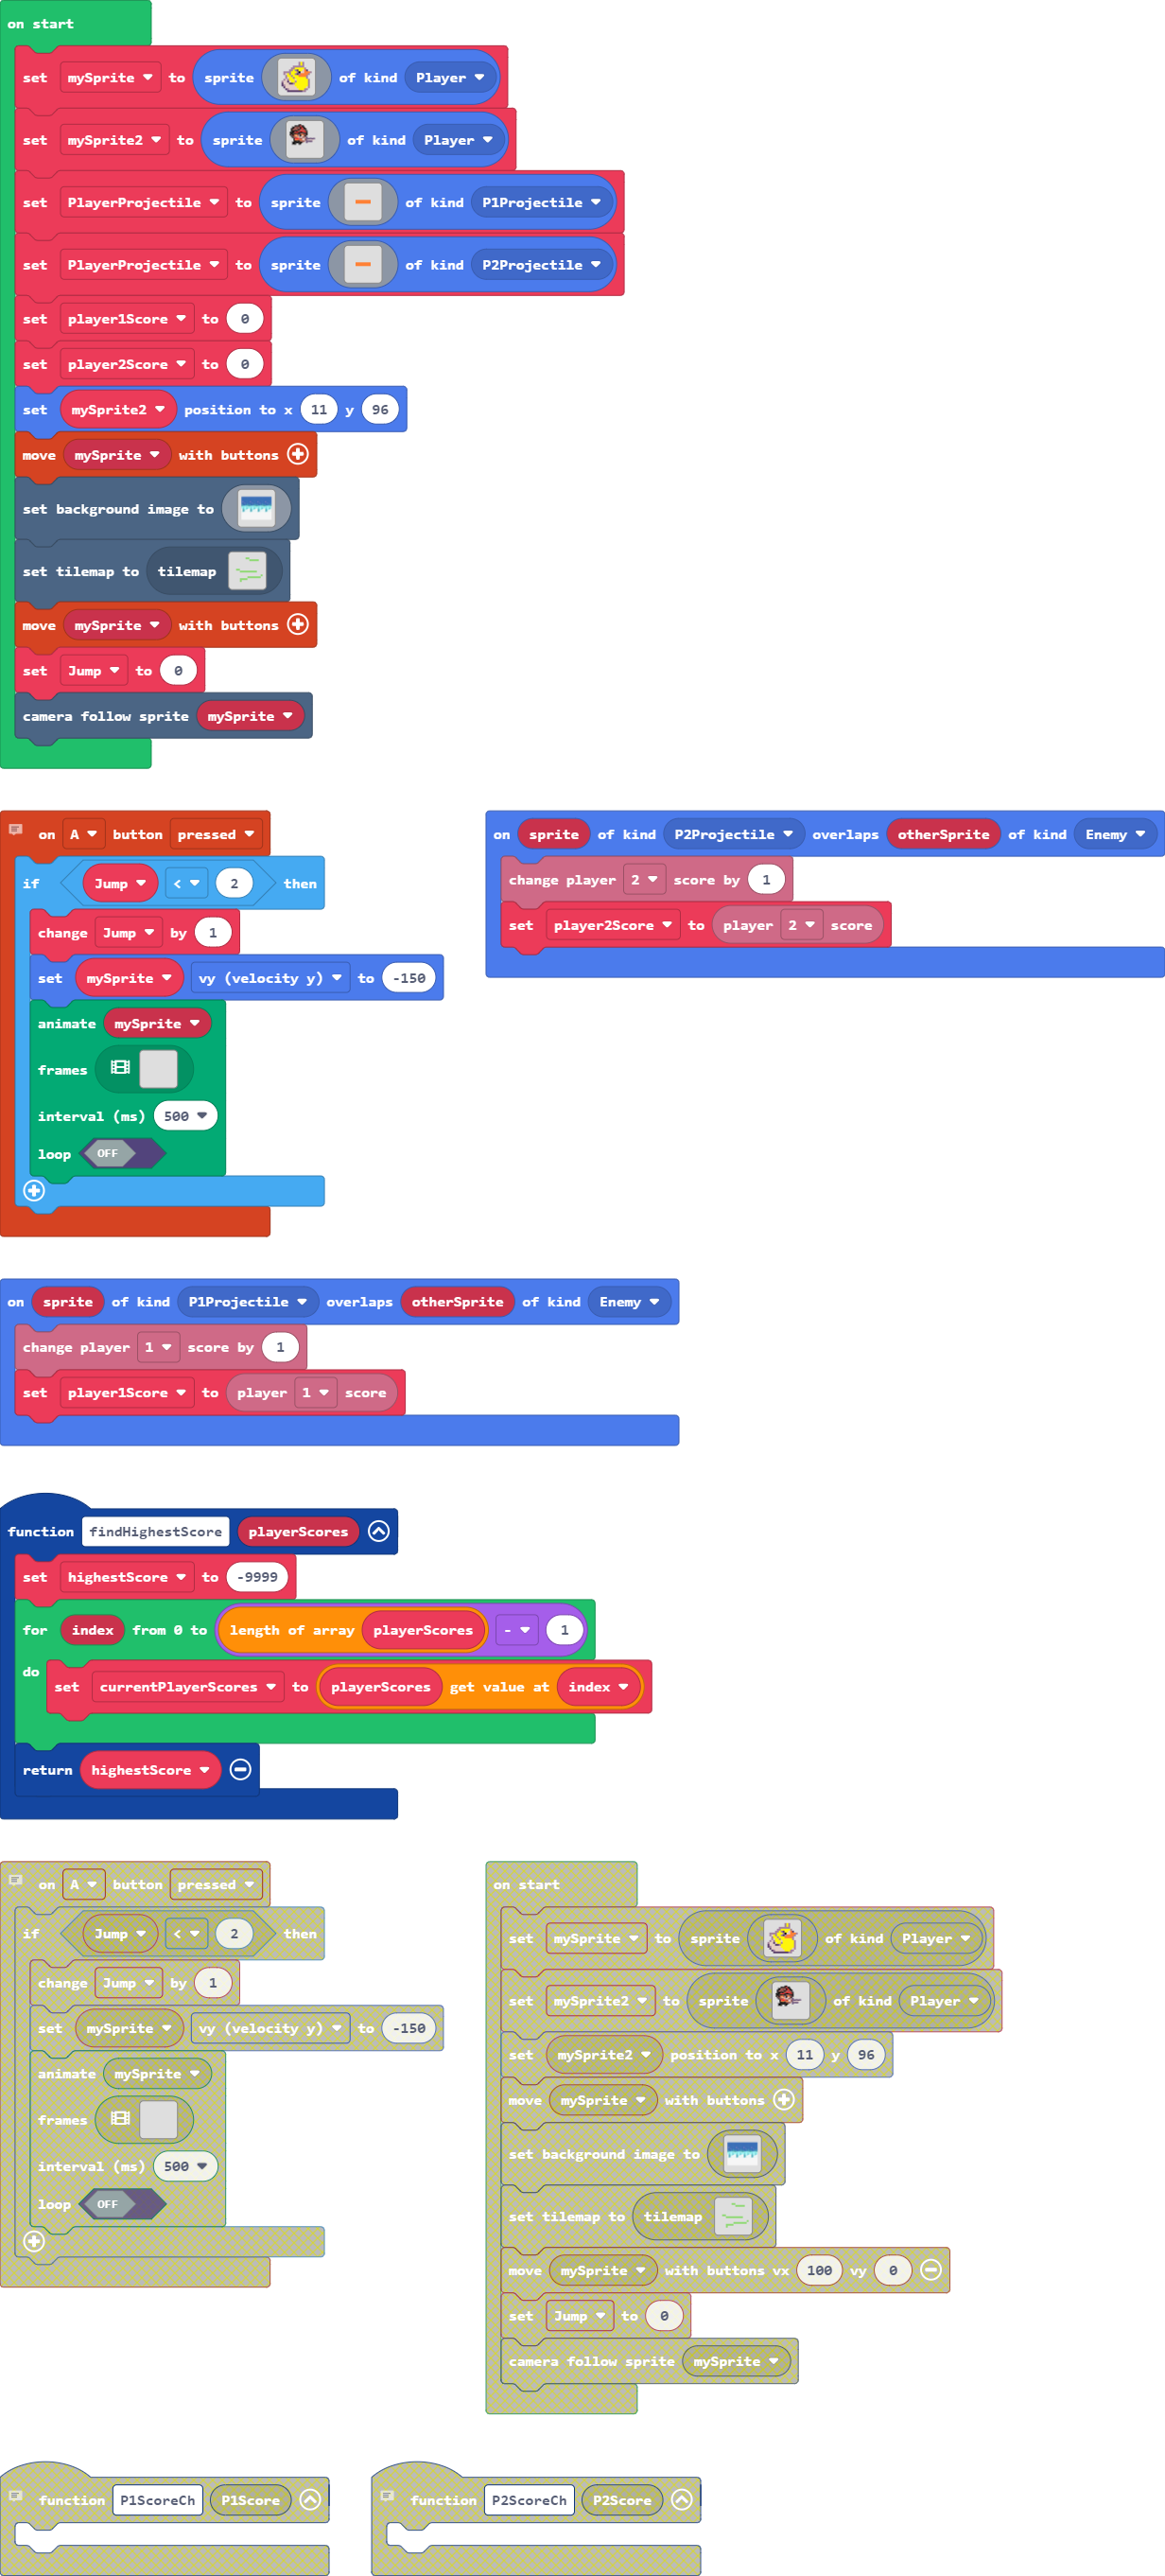 on start
set mySprite to sprite of kind Player
set mySprite2 to sprite of kind Player
set PlayerProjectile to sprite of kind P1Projectile
set PlayerProjectile to sprite of kind P2Projectile
set player1Score to 0
set player2Score to 0
set mySprite2 position to x 11 y 96
move mySprite with buttons
set background image to
set tilemap to tilemap
move mySprite with buttons
set Jump to 0
camera follow sprite mySprite
on A button pressed
if Jump < 2 then
change Jump by 1
set mySprite vy (velocity y) to -150
animate mySprite
frames
interval (ms) 500
loop OFF
on sprite of kind P2Projectile overlaps otherSprite of kind Enemy
change player 2 score by 1
set player2Score to player 2 score
on sprite of kind P1Projectile overlaps otherSprite of kind Enemy
change player 1 score by 1
set player1Score to player 1 score
function findHighestScore playerScores
set highestScore to -9999
for index from 0 to length of array playerScores - 1
do set currentPlayerScores to playerScores get value at index
return highestScore
on A button pressed
if Jump < 2 then
change Jump by 1
set mySprite vy (velocity y) to -150
animate mySprite
frames
interval (ms) 500
loop OFF
on start
set mySprite to sprite of kind Player
set mySprite2 to sprite of kind Player
set mySprite2 position to x 11 y 96
move mySprite with buttons
set background image to
set tilemap to tilemap
move mySprite with buttons vx 100 vy 0
set Jump to 0
camera follow sprite mySprite
function P1ScoreCh P1Score
function P2ScoreCh P2Score